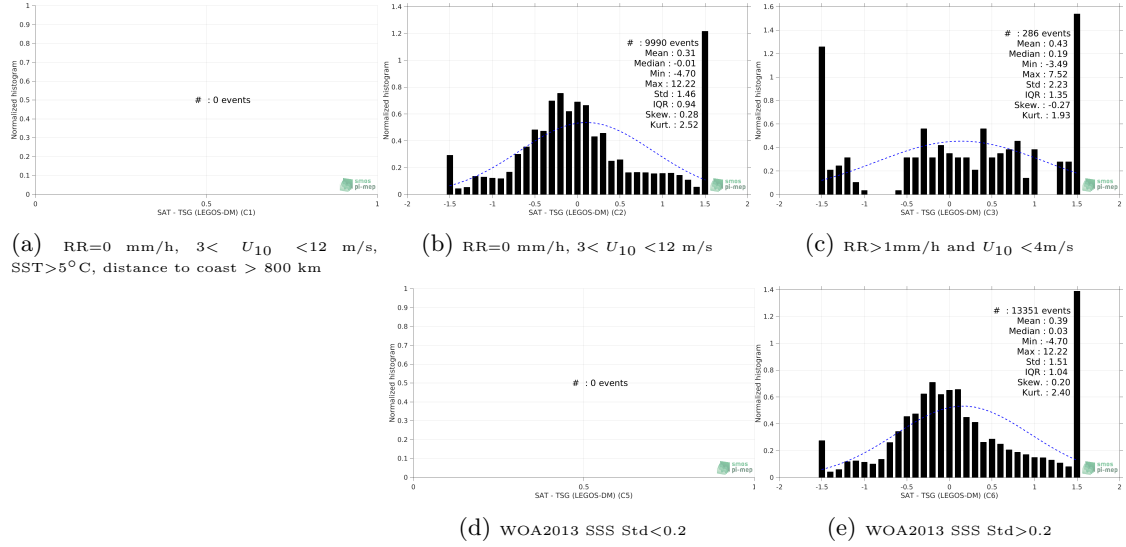 1
0.9
0.8
0.7
0.6
0.5
0.4
0.3
0.2
0.1
0
Normalized histogram
# : 0 events
0
0.5
1
SAT - TSG (LEGOS-DM) (C1)
smos
pi-mep
(a) RR=0 mm/h, 3< U10 <12 m/s,
SST>5°C, distance to coast > 800 km
1.4
1.2
1
0.8
0.6
0.4
0.2
0
Normalized histogram
# : 9990 events
Mean : 0.31
Median : -0.01
Min : -4.70
Max : 12.22
Std : 1.46
IQR : 0.94
Skew. : 0.28
Kurt. : 2.52
-2 -1.5 -1 -0.5 0 0.5 1 1.5 2
SAT - TSG (LEGOS-DM) (C2)
smos
pi-mep
(b) RR=0 mm/h, 3< U10 <12 m/s
1.6
1.4
1.2
1
0.8
0.6
0.4
0.2
0
Normalized histogram
# : 286 events
Mean : 0.43
Median : 0.19
Min : -3.49
Max : 7.52
Std : 2.23
IQR : 1.35
Skew. : -0.27
Kurt. : 1.93
-2 -1.5 -1 -0.5 0 0.5 1 1.5 2
SAT - TSG (LEGOS-DM) (C3)
smos
pi-mep
(c) RR>1mm/h and U10 <4m/s
1
0.9
0.8
0.7
0.6
0.5
0.4
0.3
0.2
0.1
0
Normalized histogram
# : 0 events
0
0.5
1
SAT - TSG (LEGOS-DM) (C5)
smos
pi-mep
(d) WOA2013 SSS Std<0.2
1.4
1.2
1
0.8
0.6
0.4
0.2
0
Normalized histogram
# : 13351 events
Mean : 0.39
Median : 0.03
Min : -4.70
Max : 12.22
Std : 1.51
IQR : 1.04
Skew. : 0.20
Kurt. : 2.40
-2 -1.5 -1 -0.5 0 0.5 1 1.5 2
SAT - TSG (LEGOS-DM) (C6)
smos
pi-mep
(e) WOA2013 SSS Std>0.2